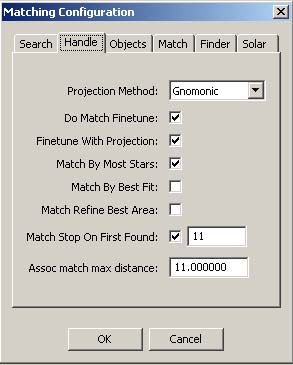 Matching Configuration
Search Handle Objects Match Finder Solar
Projection Method: Gnomonic
Do Match Finetune:
Finetune With Projection:
Match By Most Stars:
Match By Best Fit:
Match Refine Best Area:
Match Stop On First Found: 11
Assoc match max distance: 11.000000
OK Cancel